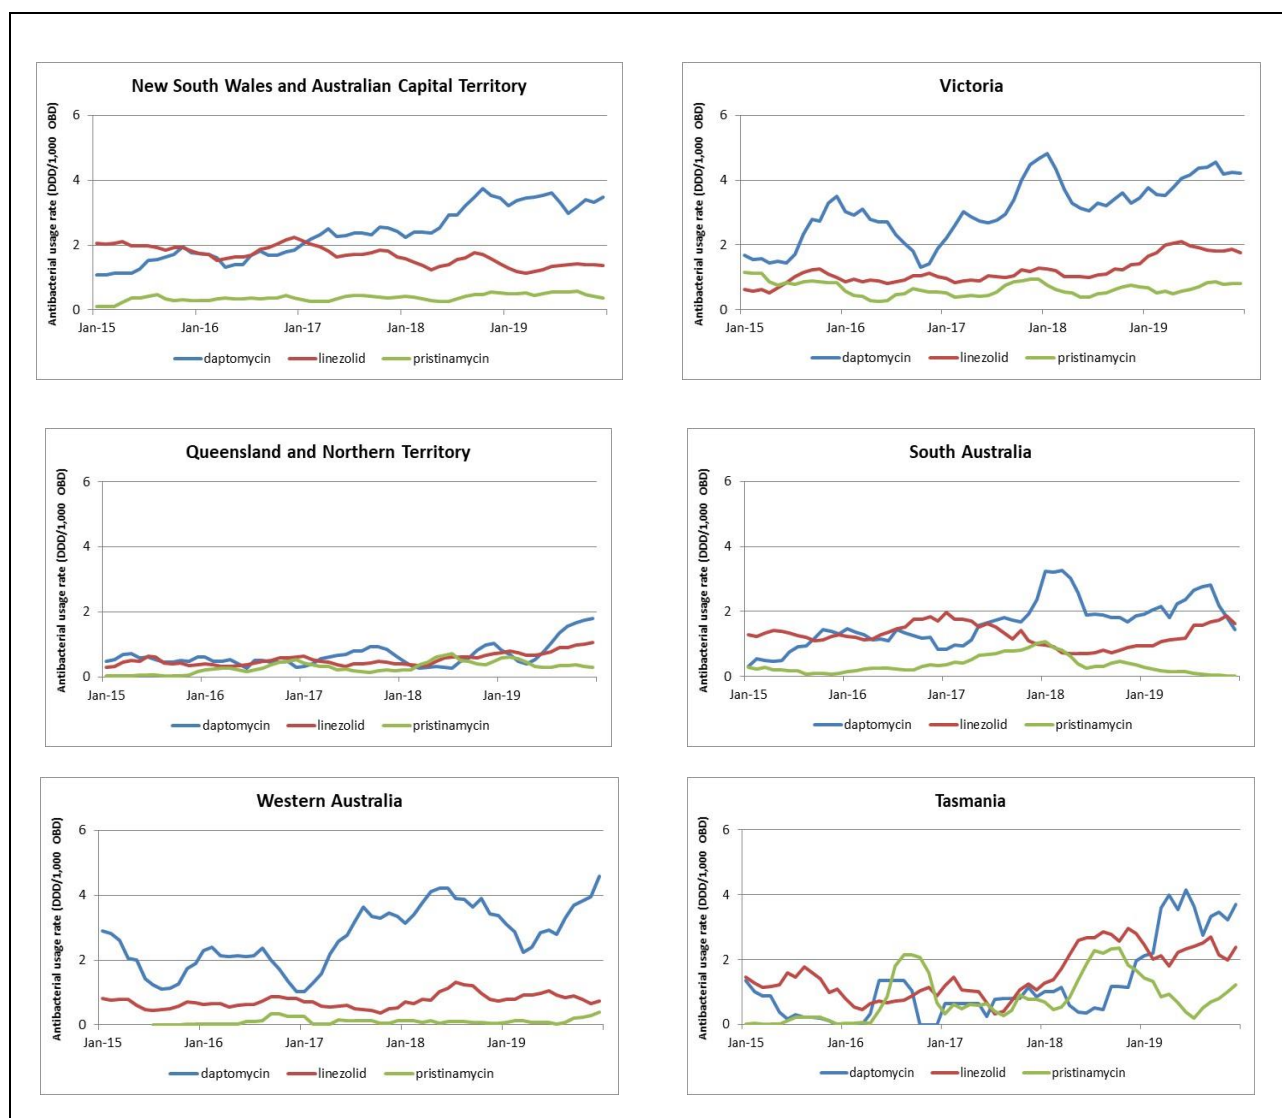 New South Wales and Australian Capital Territory
Antibacterial usage rate (DDD/1,000 OBD)
6
4
2
0
Jan-15 Jan-16 Jan-17 Jan-18 Jan-19
daptomycin linezolid pristinamycin
Victoria
Antibacterial usage rate (DDD/1,000 OBD)
6
4
2
0
Jan-15 Jan-16 Jan-17 Jan-18 Jan-19
daptomycin linezolid pristinamycin
Queensland and Northern Territory
Antibacterial usage rate (DDD/1,000 OBD)
6
4
2
0
Jan-15 Jan-16 Jan-17 Jan-18 Jan-19
daptomycin linezolid pristinamycin
South Australia
Antibacterial usage rate (DDD/1,000 OBD)
6
4
2
0
Jan-15 Jan-16 Jan-17 Jan-18 Jan-19
daptomycin linezolid pristinamycin
Western Australia
Antibacterial usage rate (DDD/1,000 OBD)
6
4
2
0
Jan-15 Jan-16 Jan-17 Jan-18 Jan-19
daptomycin linezolid pristinamycin
Tasmania
Antibacterial usage rate (DDD/1,000 OBD)
6
4
2
0
Jan-15 Jan-16 Jan-17 Jan-18 Jan-19
daptomycin linezolid pristinamycin